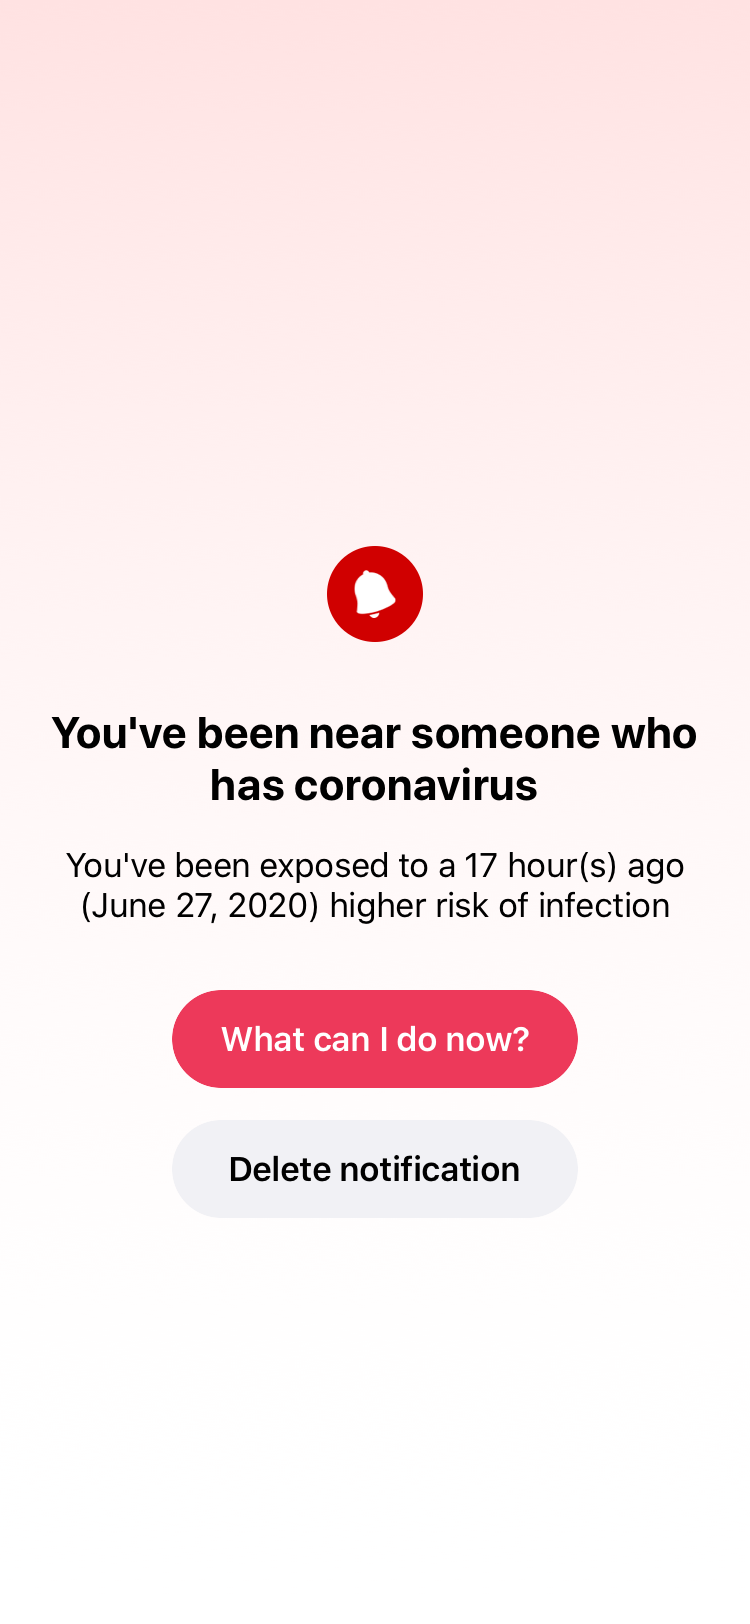 You've been near someone who
has coronavirus
You've been exposed to a 17 hour(s) ago
(June 27, 2020) higher risk of infection
What can I do now?
Delete notification